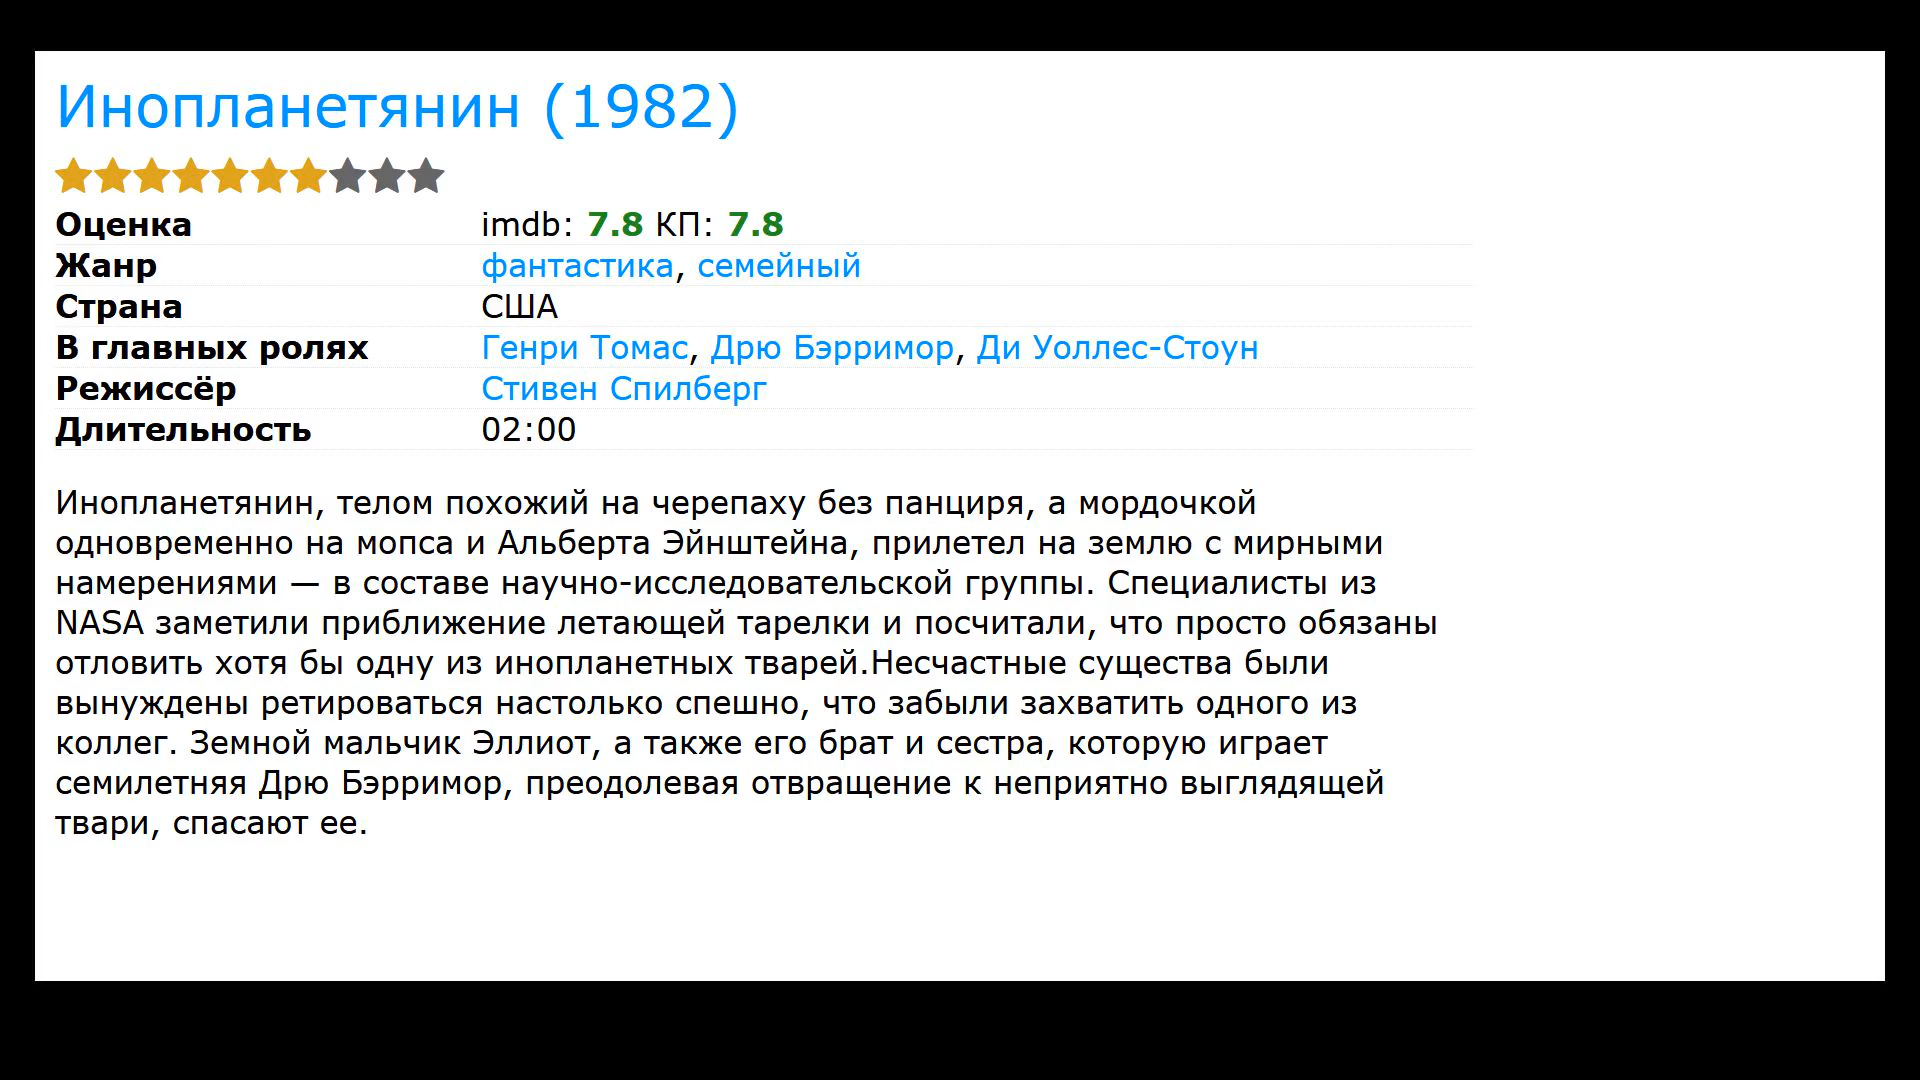 Инопланетянин (1982)
Оценка imdb: 7.8 КП: 7.8
Жанр фантастика, семейный
Страна США
В главных ролях Генри Томас, Дрю Бэрримор, Ди Уоллес-Стоун
Режиссёр Стивен Спилберг
Длительность 02:00
Инопланетянин, телом похожий на черепаху без панциря, а мордочкой
одновременно на мопса и Альберта Эйнштейна, прилетел на землю с мирными
намерениями — в составе научно-исследовательской группы. Специалисты из
NASA заметили приближение летающей тарелки и посчитали, что просто обязаны
отловить хотя бы одну из инопланетных тварей.Несчастные существа были
вынуждены ретироваться настолько спешно, что забыли захватить одного из
коллег. Земной мальчик Эллиот, а также его брат и сестра, которую играет
семилетняя Дрю Бэрримор, преодолевая отвращение к неприятно выглядящей
твари, спасают ее.